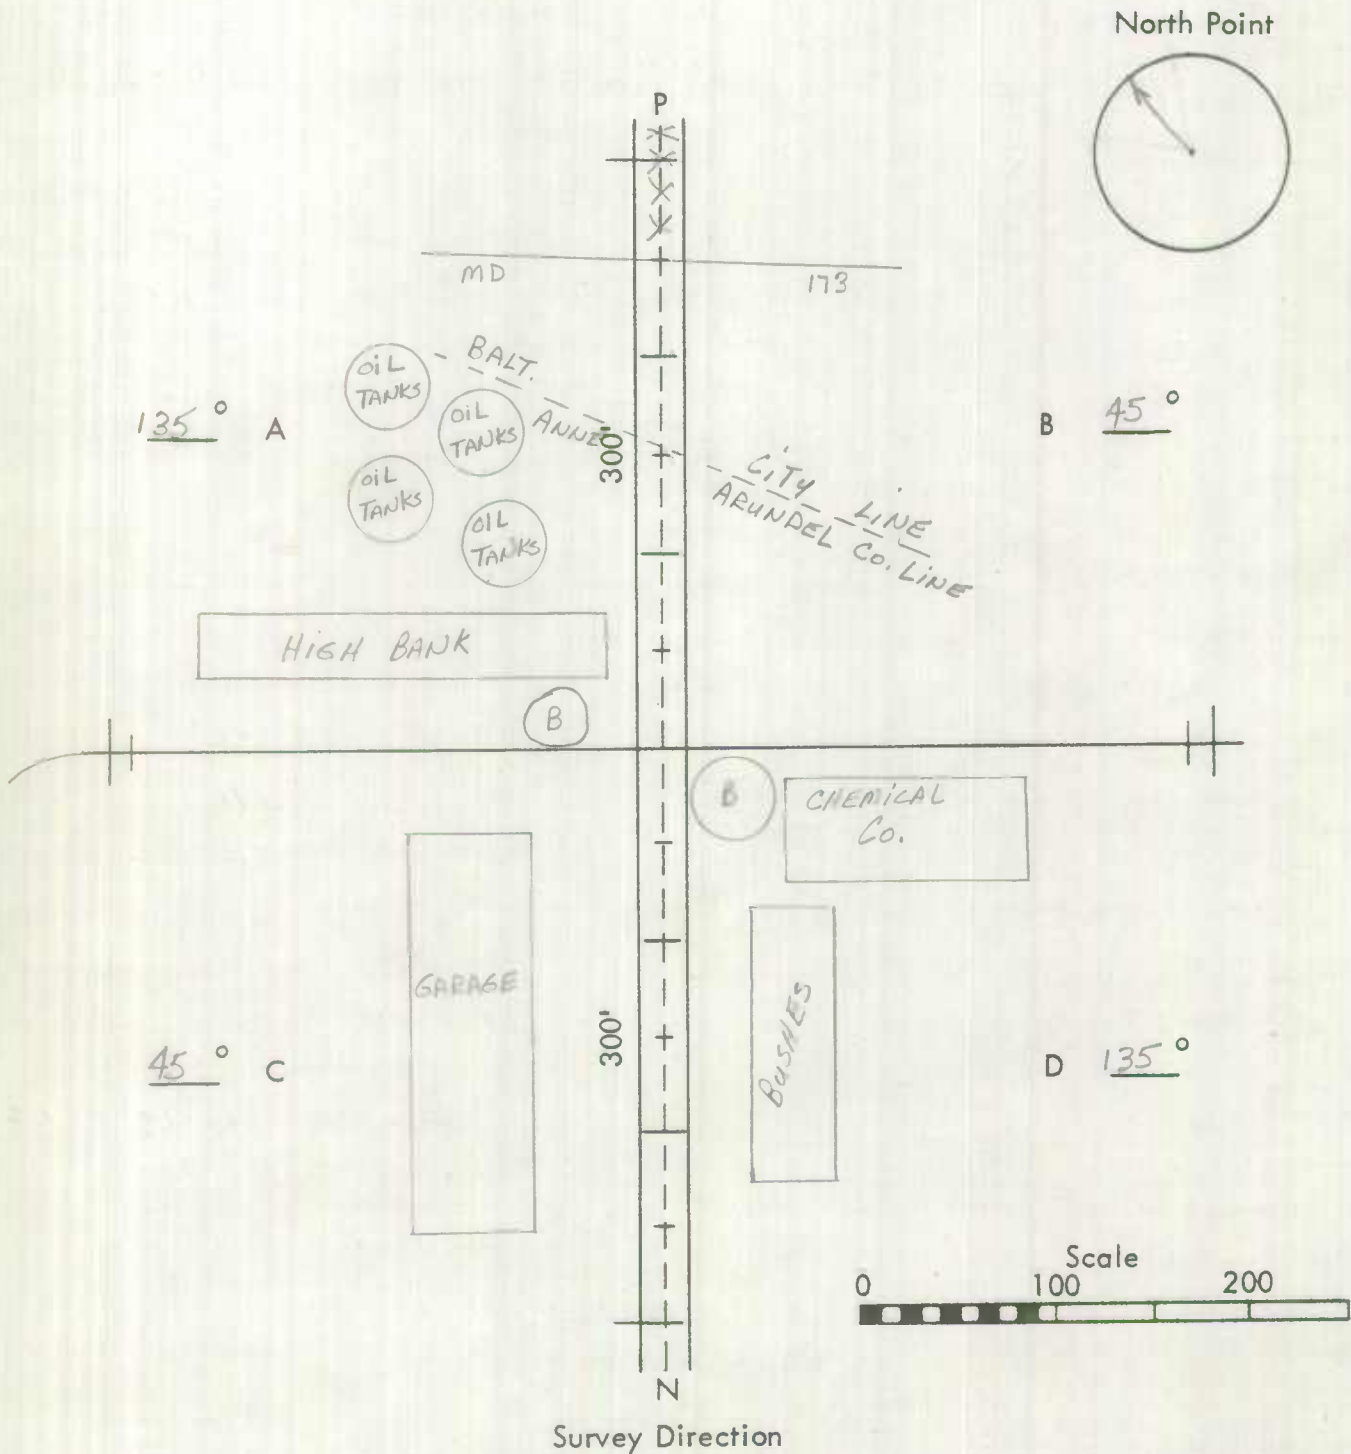 North Point
P
MD
173
OiL
TANKS
OiL
TANKS
OiL
TANKS
OIL
TANKS
BALT.
ANNE
CITY LINE
ARUNDEL CO. LINE
135° A
300'
B 45°
HIGH BANK
B
B
CHEMICAL
Co.
GARAGE
BUSHES
45° C
300'
D 135°
Scale
0 100 200
N
Survey Direction